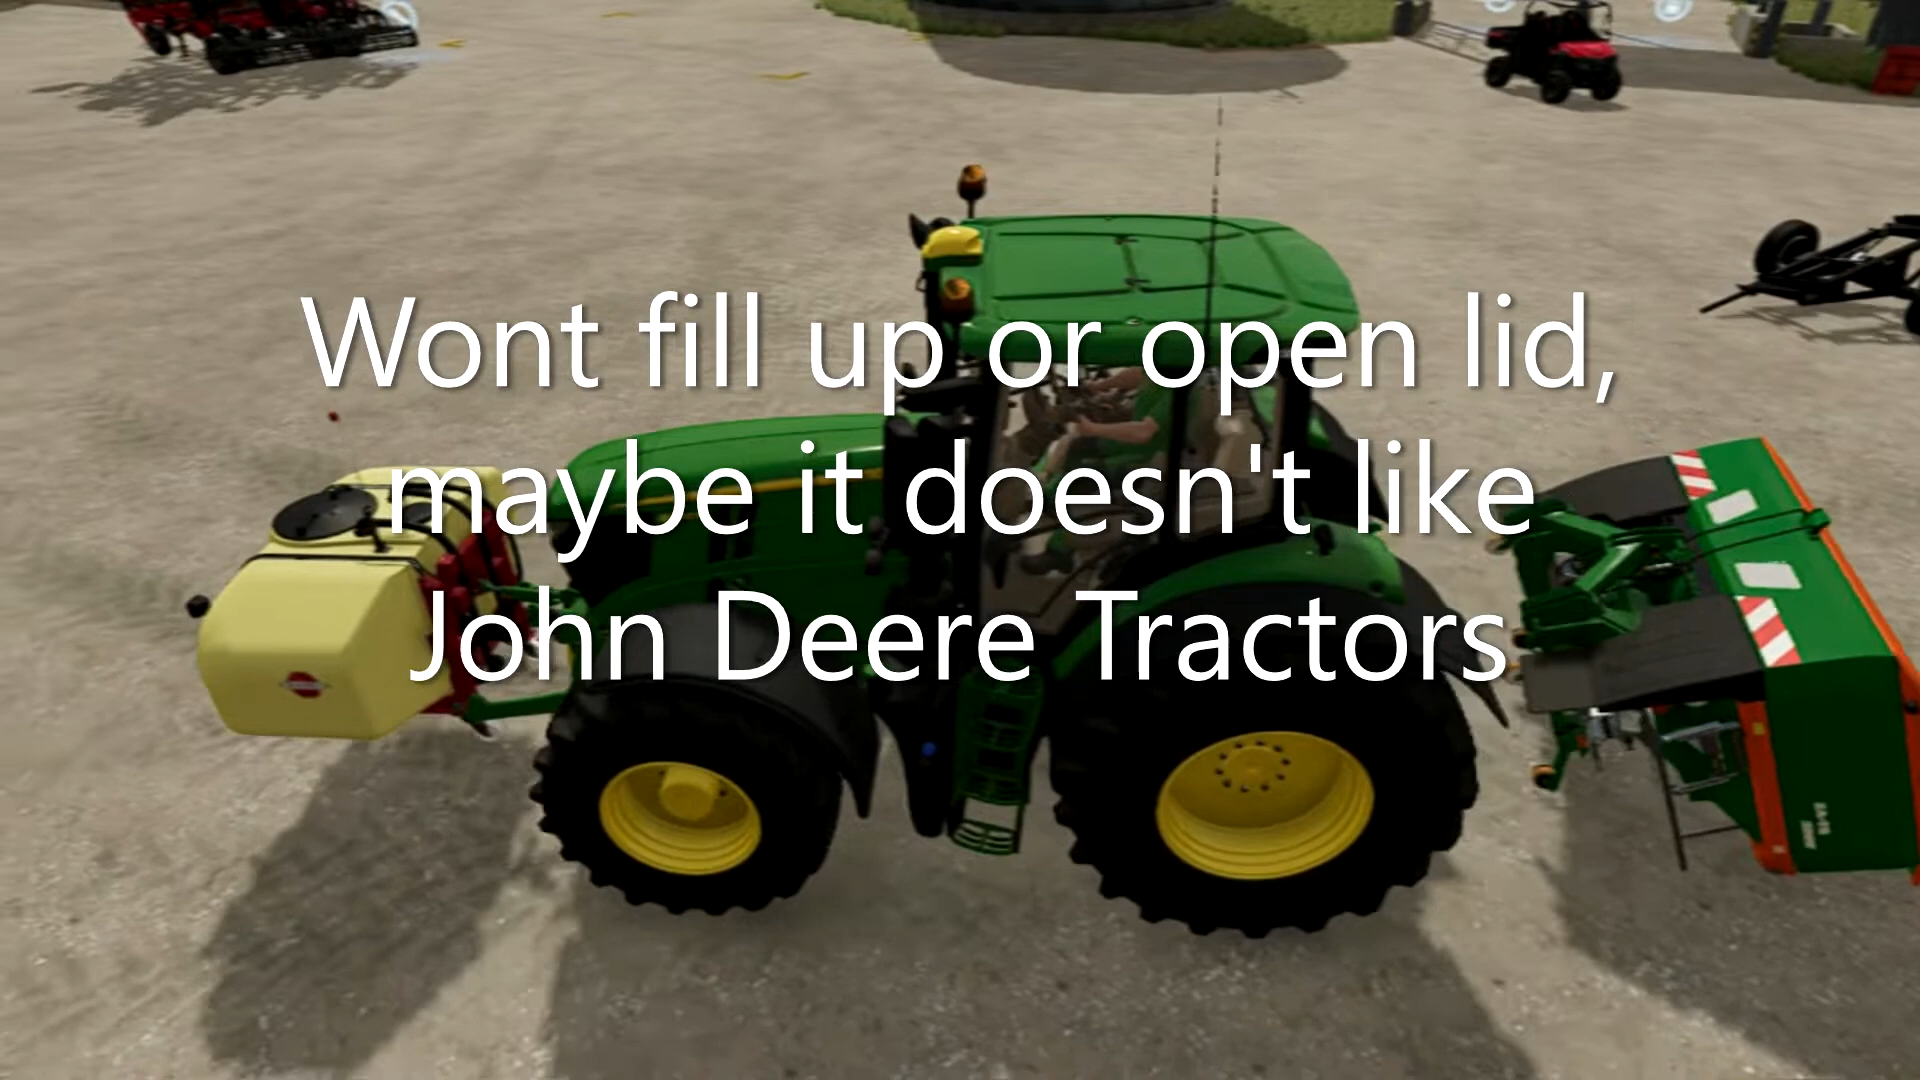 Wont fill up or open lid,
maybe it doesn't like
John Deere Tractors